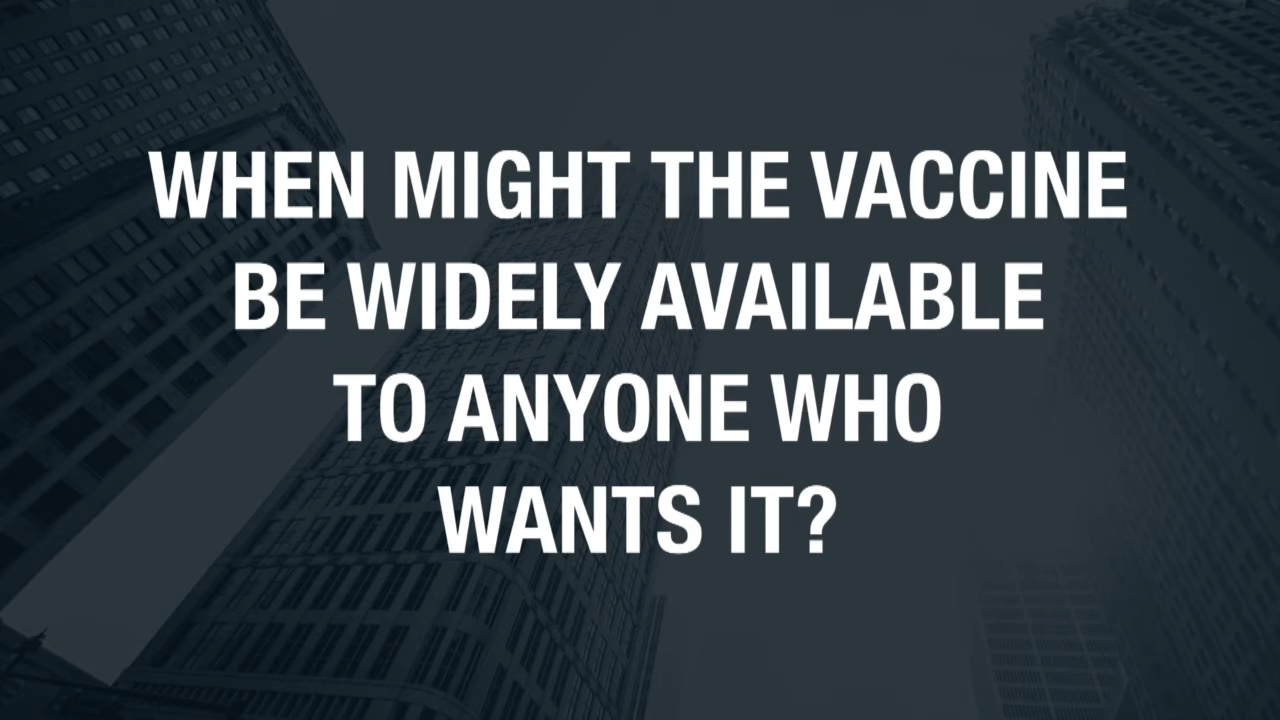 WHEN MIGHT THE VACCINE
BE WIDELY AVAILABLE
TO ANYONE WHO
WANTS IT?